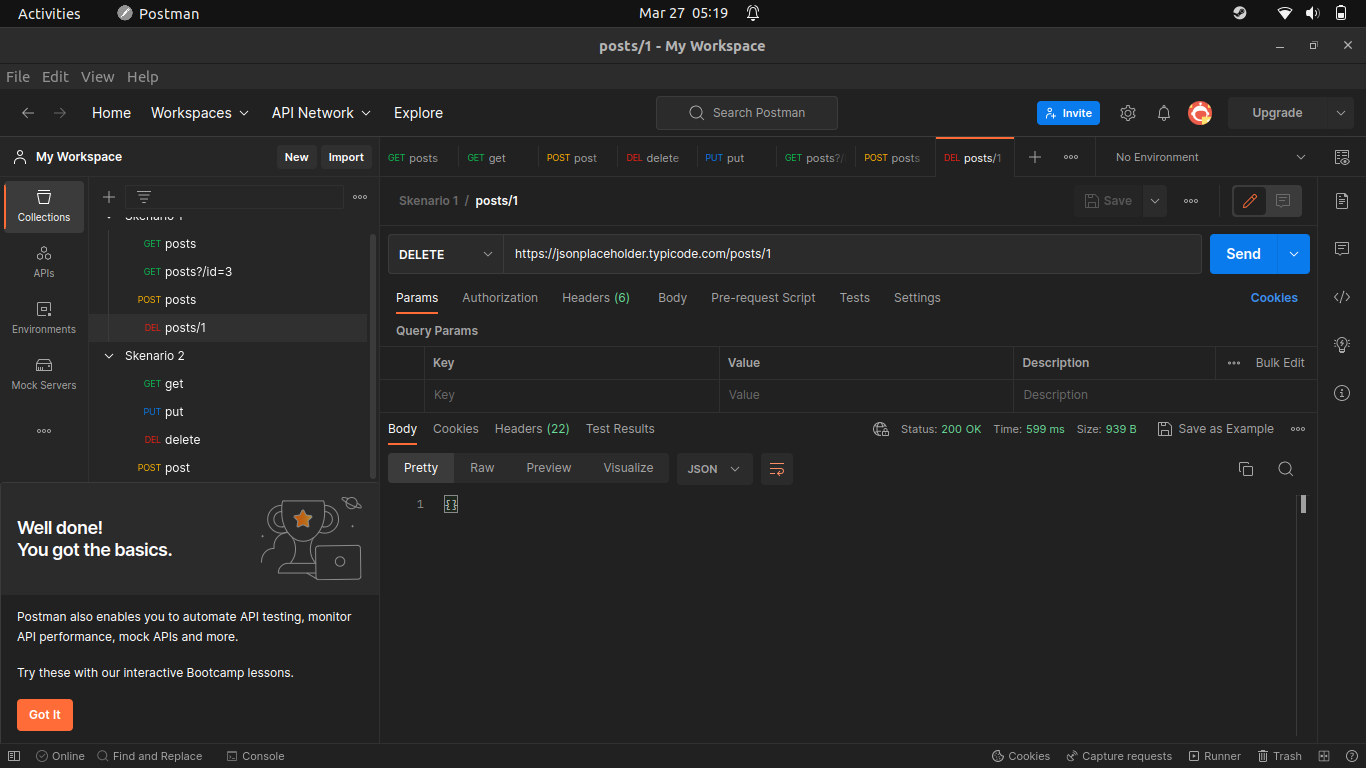 Activities Postman Mar 27 05:19
posts/1 - My Workspace
File Edit View Help
Home Workspaces API Network Explore Search Postman Invite Upgrade
My Workspace New Import
GET posts GET get POST post DEL delete PUT put GET posts?/ POST posts DEL posts/1 No Environment
Collections
APIs
Environments
Mock Servers
Skenario 1
GET posts
GET posts?/id=3
POST posts
DEL posts/1
Skenario 2
GET get
PUT put
DEL delete
POST post
Well done!
You got the basics.
Postman also enables you to automate API testing, monitor
API performance, mock APIs and more.
Try these with our interactive Bootcamp lessons.
Got It
Skenario 1 / posts/1 Save
DELETE https://jsonplaceholder.typicode.com/posts/1 Send
Params Authorization Headers (6) Body Pre-request Script Tests Settings Cookies
Query Params
Key Value Description Bulk Edit
Key Value Description
Body Cookies Headers (22) Test Results Status: 200 OK Time: 599 ms Size: 939 B Save as Example
Pretty Raw Preview Visualize JSON
1 {}
Online Find and Replace Console Cookies Capture requests Runner Trash